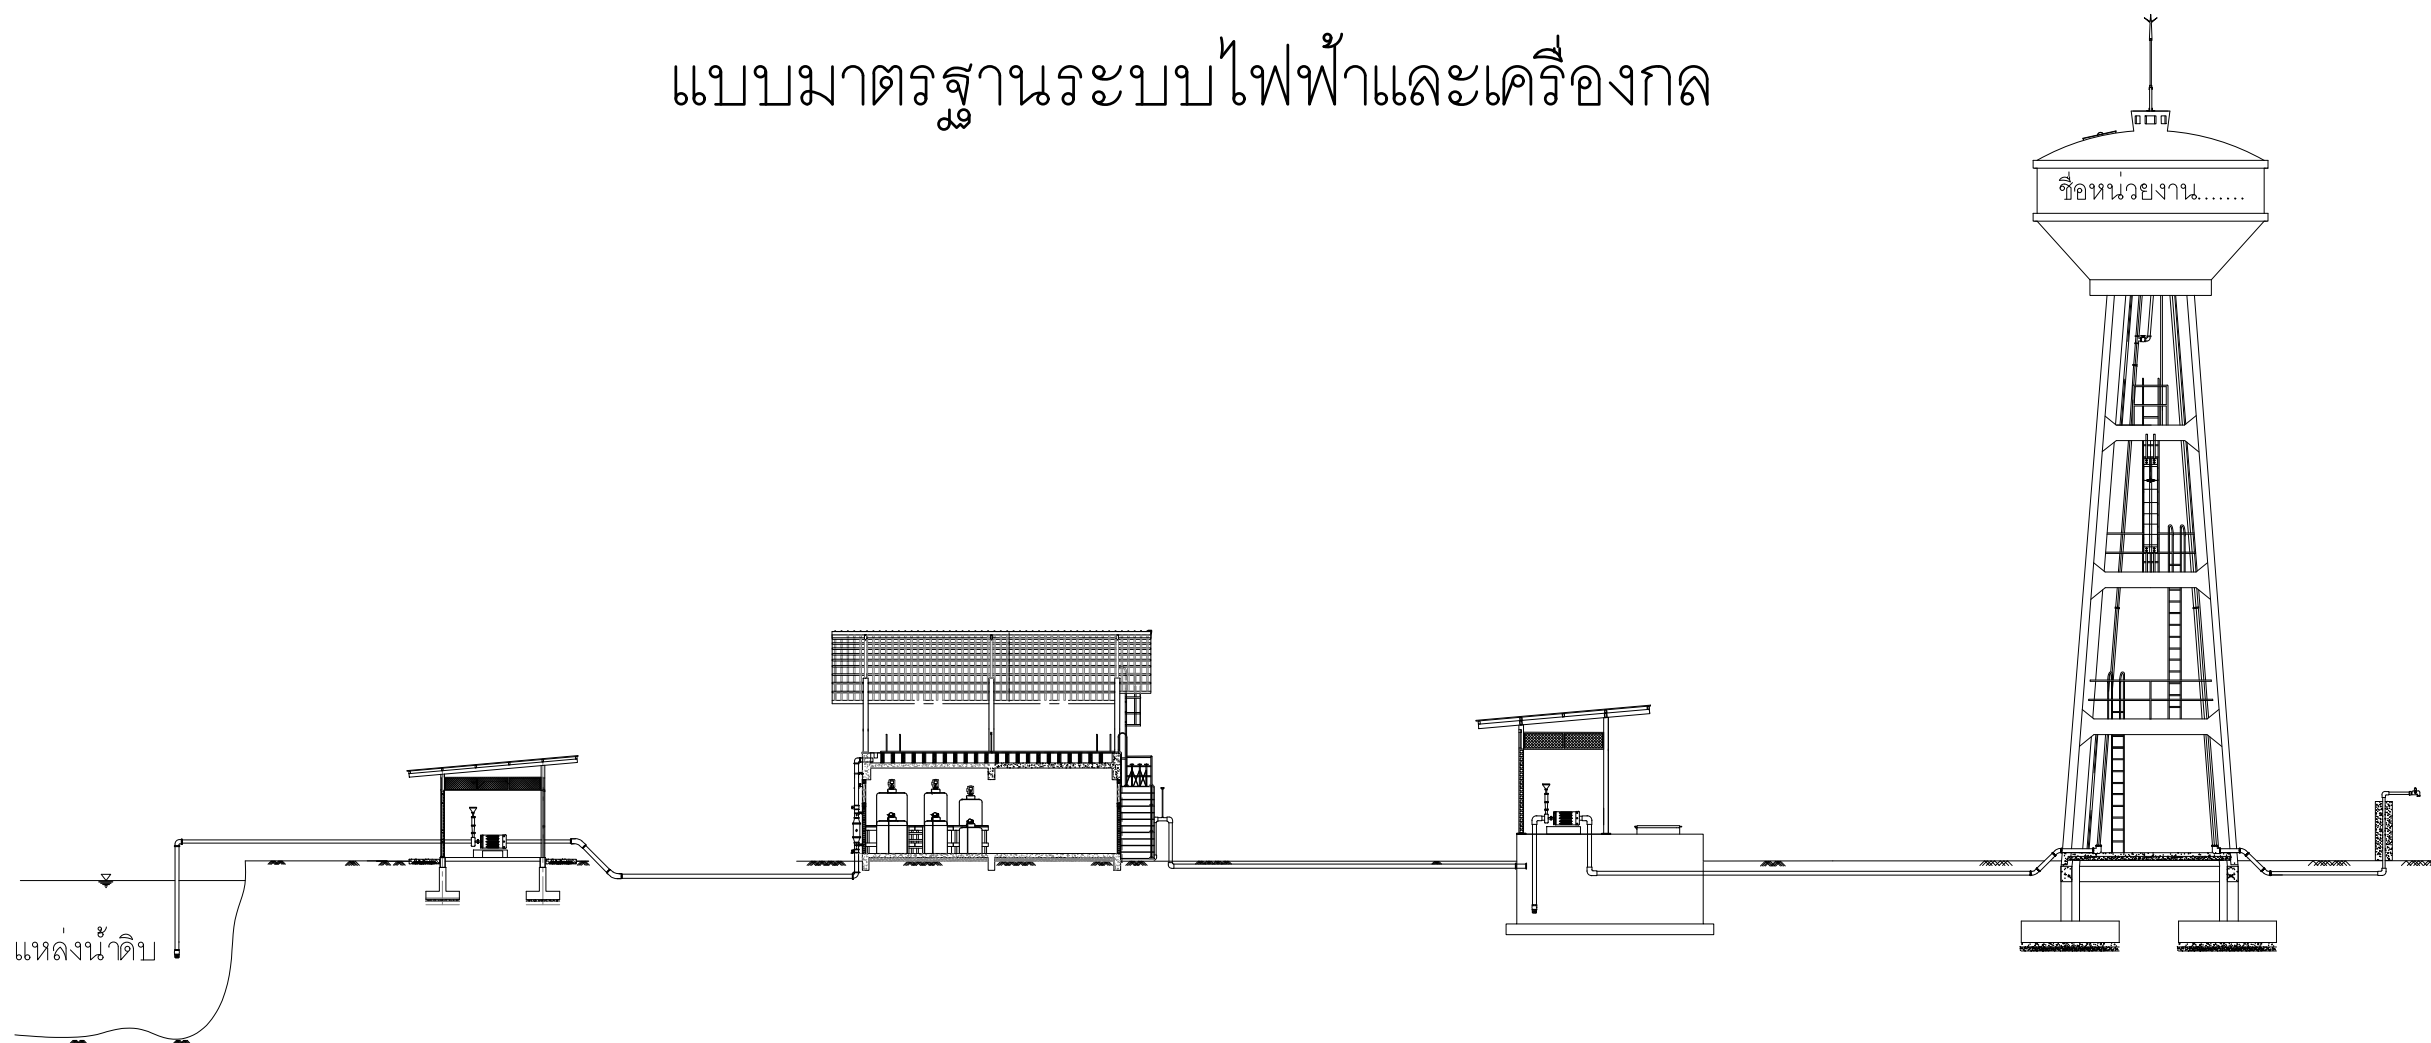 แบบมาตรฐานระบบไฟฟ้าและเครื่องกล
ชื่อหน่วยงาน.......
แหล่งน้ำดิบ